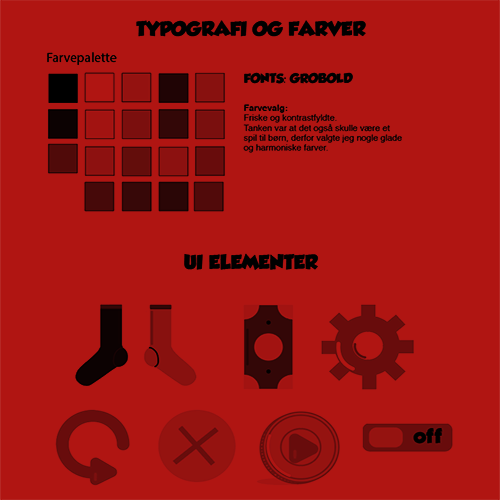 TYPOGRAFI OG FARVER
Farvepalette
FONTS: GROBOLD
Farvevalg:
Friske og kontrastfyldte.
Tanken var at det også skulle være et
spil til børn, derfor valgte jeg nogle glade
og harmoniske farver.
UI ELEMENTER
off